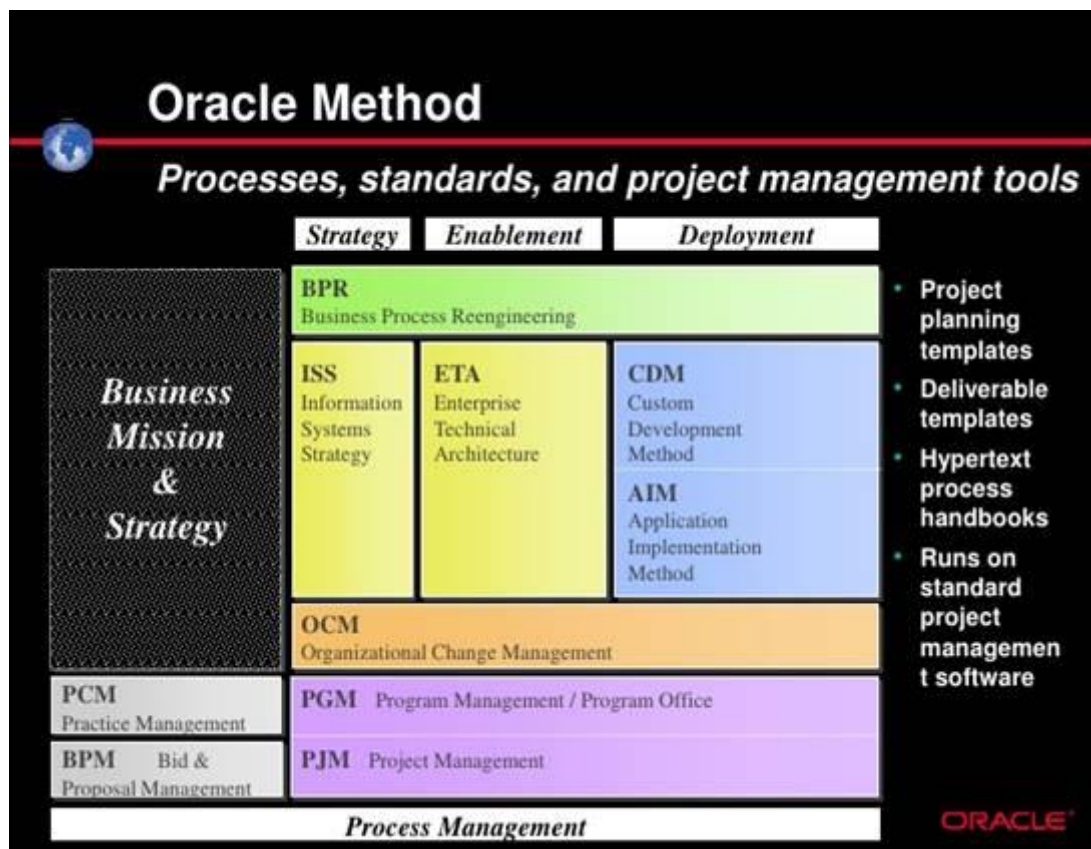 Oracle Method
Processes, standards, and project management tools
Strategy
Enablement
Deployment
Business
Mission
&
Strategy
BPR
Business Process Reengineering
ISS
Information
Systems
Strategy
ETA
Enterprise
Technical
Architecture
CDM
Custom
Development
Method
AIM
Application
Implementation
Method
OCM
Organizational Change Management
PCM
Practice Management
BPM Bid &
Proposal Management
PGM Program Management / Program Office
PJM Project Management
Process Management
• Project
planning
templates
• Deliverable
templates
• Hypertext
process
handbooks
• Runs on
standard
project
managemen
t software
ORACLE®